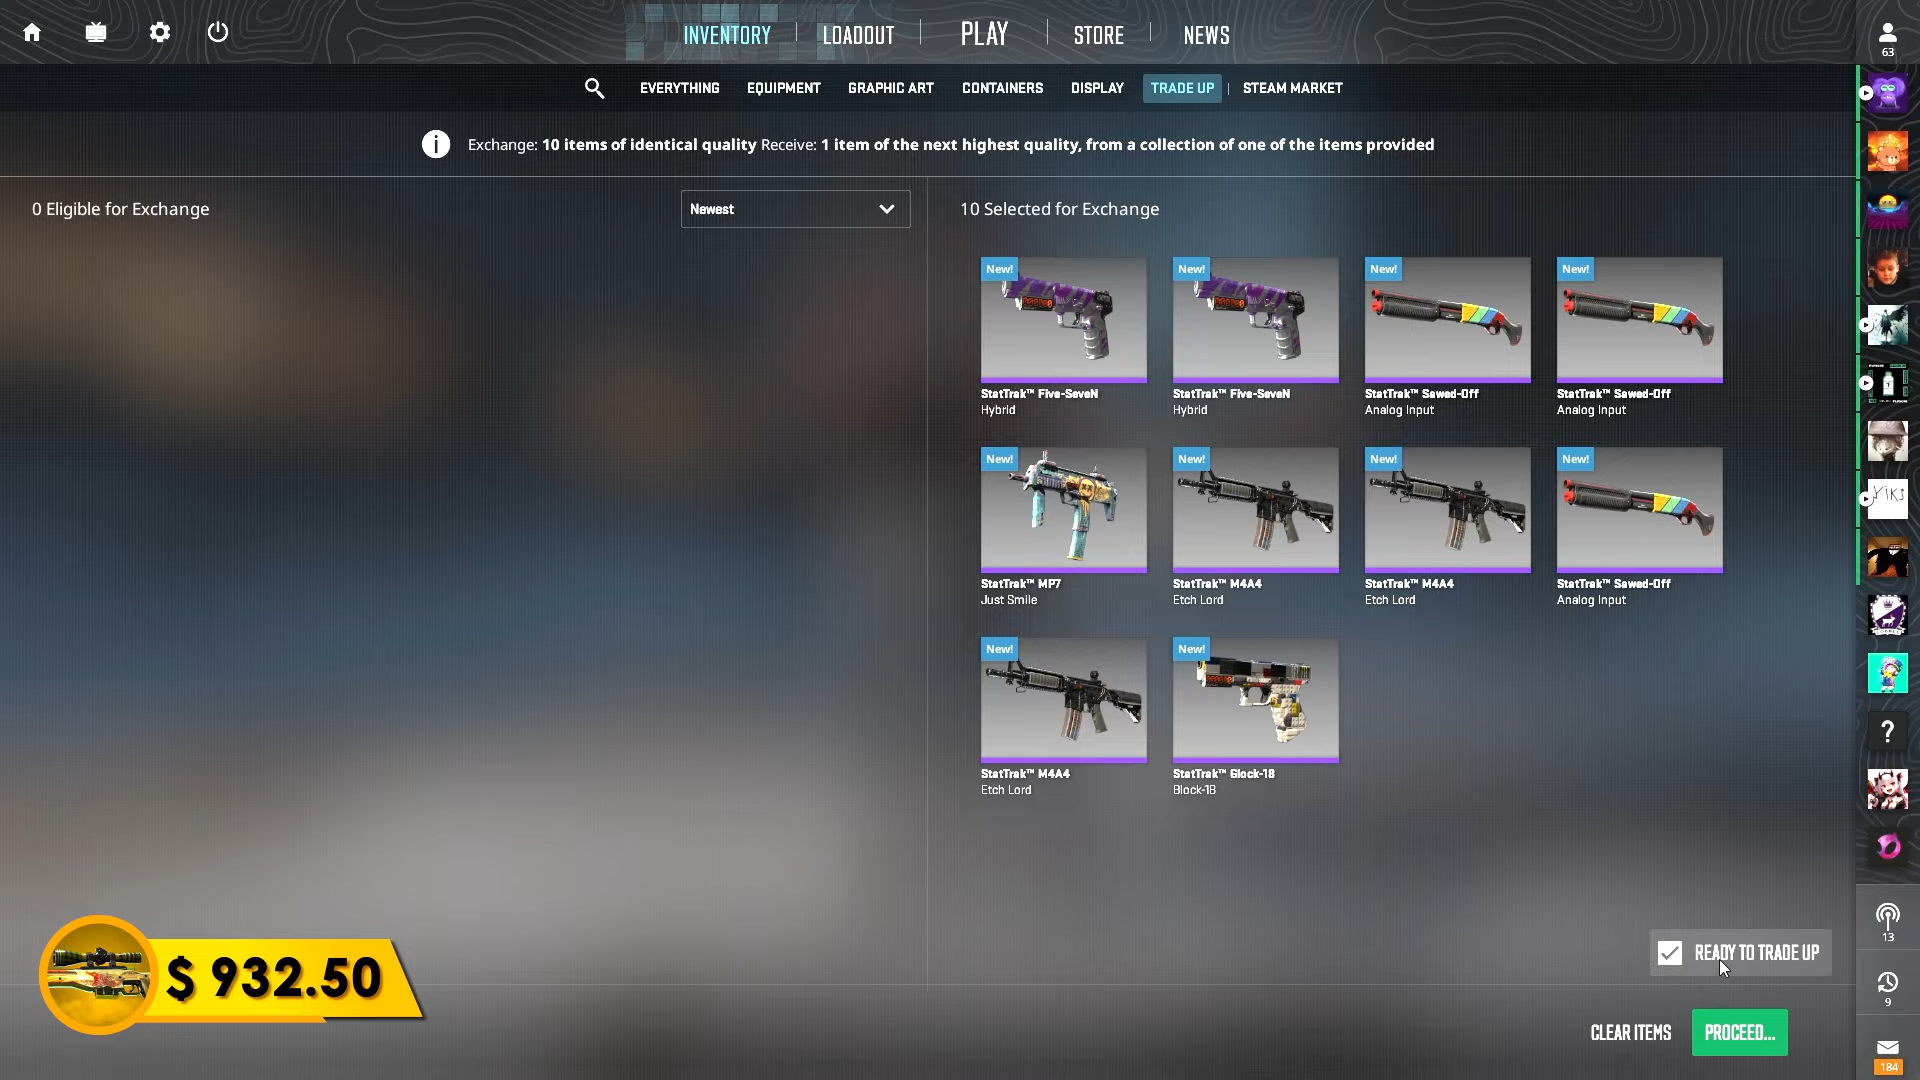 INVENTORY
LOADOUT
PLAY
STORE
NEWS
63
EVERYTHING
EQUIPMENT
GRAPHIC ART
CONTAINERS
DISPLAY
TRADE UP
STEAM MARKET
Exchange: 10 items of identical quality Receive: 1 item of the next highest quality, from a collection of one of the items provided
0 Eligible for Exchange
Newest
10 Selected for Exchange
New!
New!
New!
New!
StatTrak™ Five-SeveN
Hybrid
StatTrak™ Five-SeveN
Hybrid
StatTrak™ Sawed-Off
Analog Input
StatTrak™ Sawed-Off
Analog Input
New!
New!
New!
New!
StatTrak™ MP7
Just Smile
StatTrak™ M4A4
Etch Lord
StatTrak™ M4A4
Etch Lord
StatTrak™ Sawed-Off
Analog Input
New!
New!
StatTrak™ M4A4
Etch Lord
StatTrak™ Glock-18
Block-18
YiKs
?
READY TO TRADE UP
13
$ 932.50
9
CLEAR ITEMS
PROCEED...
184